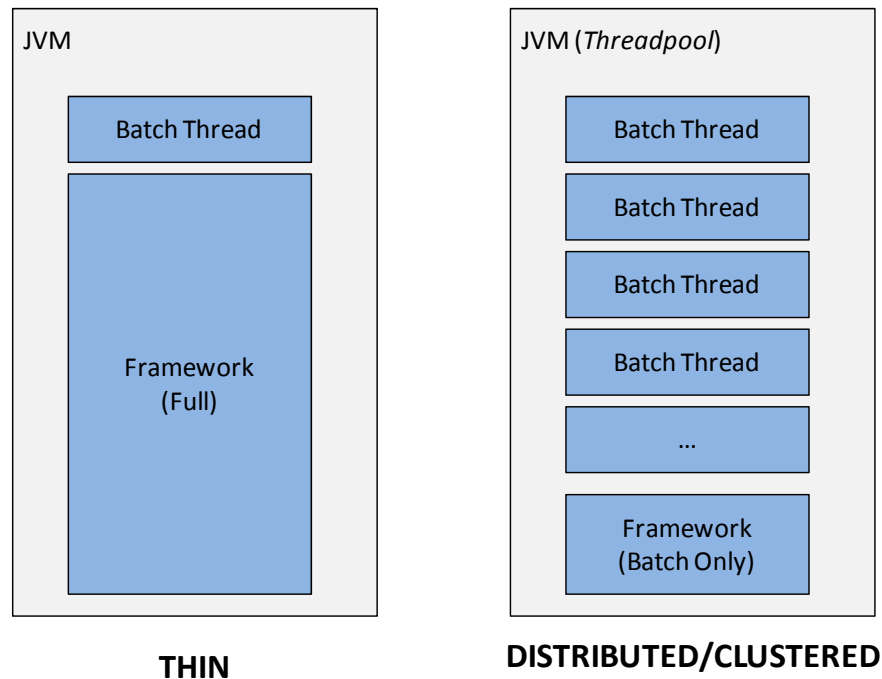 JVM
Batch Thread
Framework
(Full)
THIN
JVM (Threadpool)
Batch Thread
Batch Thread
Batch Thread
Batch Thread
...
Framework
(Batch Only)
DISTRIBUTED/CLUSTERED